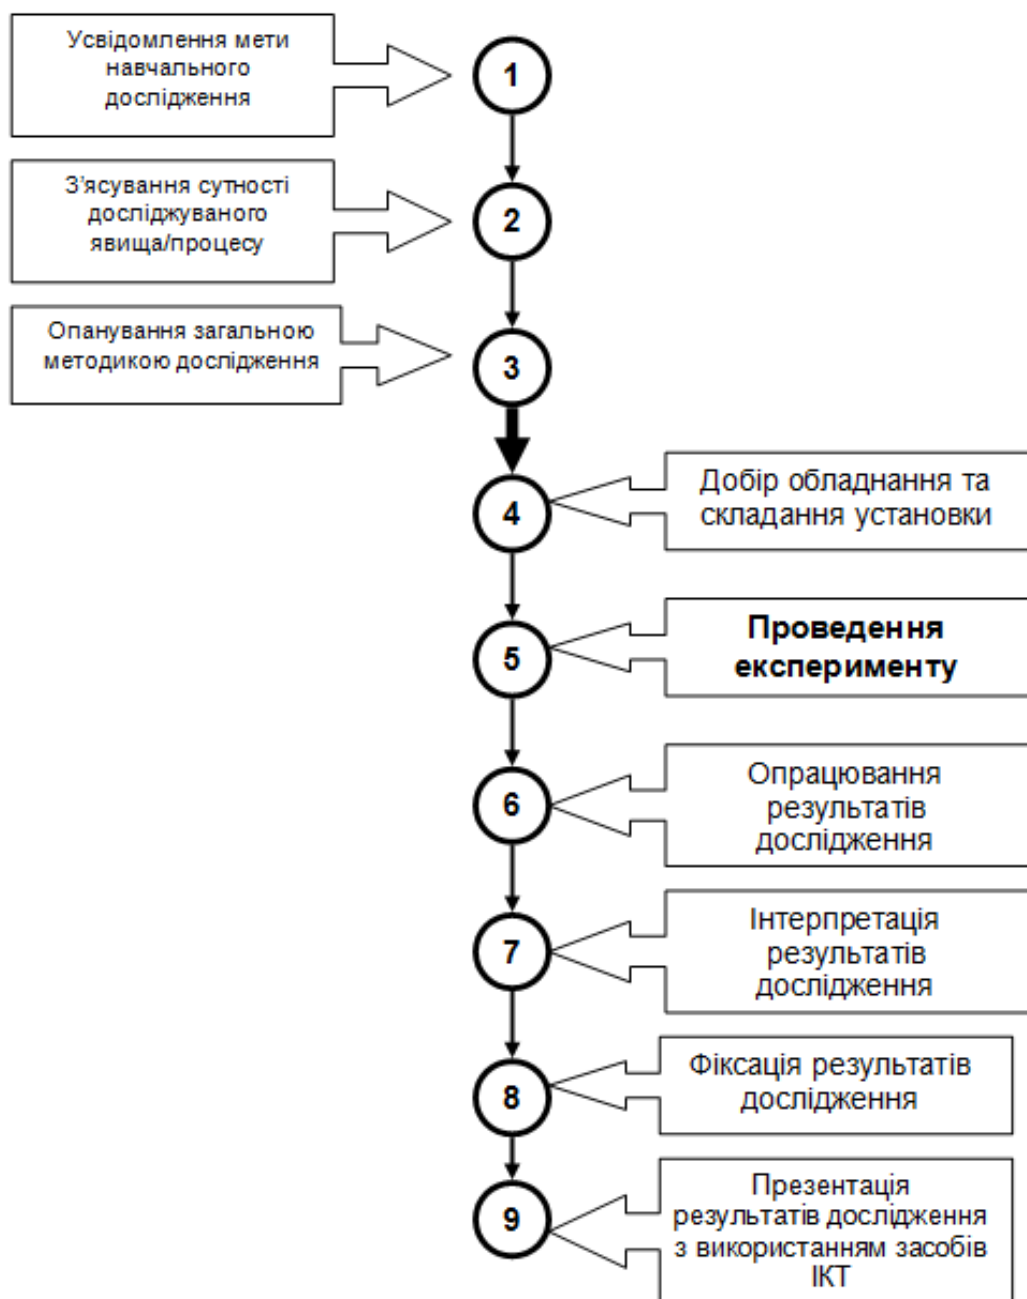 Усвідомлення мети
навчального
дослідження
1
З'ясування сутності
досліджуваного
явища/процесу
2
Опанування загальною
методикою дослідження
3
4
Добір обладнання та
складання установки
5
Проведення
експерименту
6
Опрацювання
результатів
дослідження
7
Інтерпретація
результатів
дослідження
8
Фіксація результатів
дослідження
9
Презентація
результатів дослідження
з використанням засобів
ІКТ